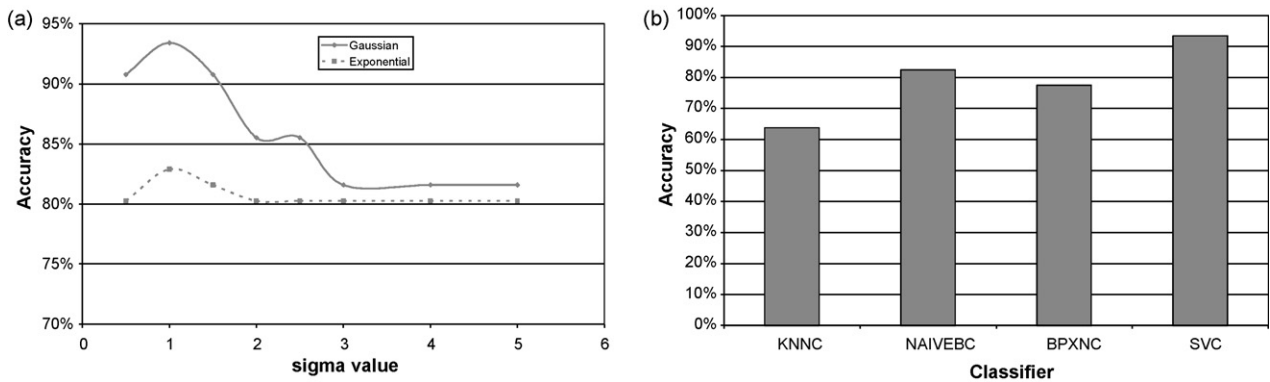 (a)
95%
90%
85%
80%
75%
70%
Accuracy
Gaussian
Exponential
0 1 2 3 4 5 6
sigma value
(b)
100%
90%
80%
70%
60%
50%
40%
30%
20%
10%
0%
Accuracy
KNNC NAIVEBC BPXNC SVC
Classifier